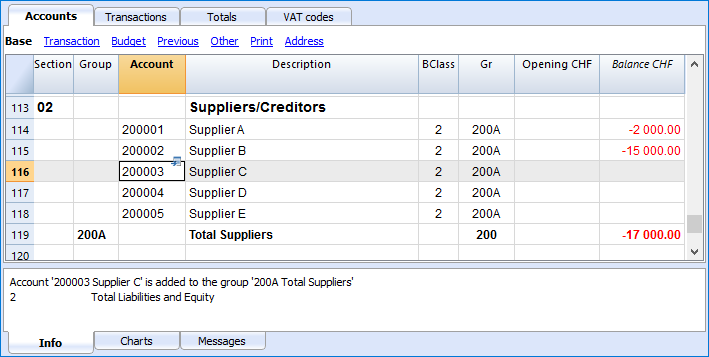 Accounts Transactions Totals VAT codes
Base Transaction Budget Previous Other Print Address
Section Group Account Description BClass Gr Opening CHF Balance CHF
113 02 Suppliers/Creditors
114 200001 Supplier A 2 200A -2 000.00
115 200002 Supplier B 2 200A -15 000.00
116 200003 Supplier C 2 200A
117 200004 Supplier D 2 200A
118 200005 Supplier E 2 200A
119 200A Total Suppliers 200 -17 000.00
120
Account '200003 Supplier C' is added to the group '200A Total Suppliers'
2 Total Liabilities and Equity
Info Charts Messages